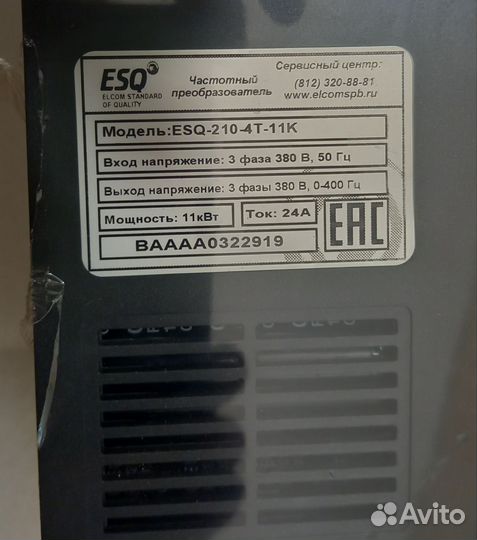 ESQ
ELCOM STANDARD
OF QUALITY
Частотный
преобразователь
Сервисный центр:
(812) 320-88-81
www.elcomspb.ru
Модель:ESQ-210-4T-11K
Вход напряжение: 3 фаза 380 В, 50 Гц
Выход напряжение: 3 фазы 380 В, 0-400 Гц
Мощность: 11кВт
Ток: 24А
EAC
BAAAA0322919
Avito